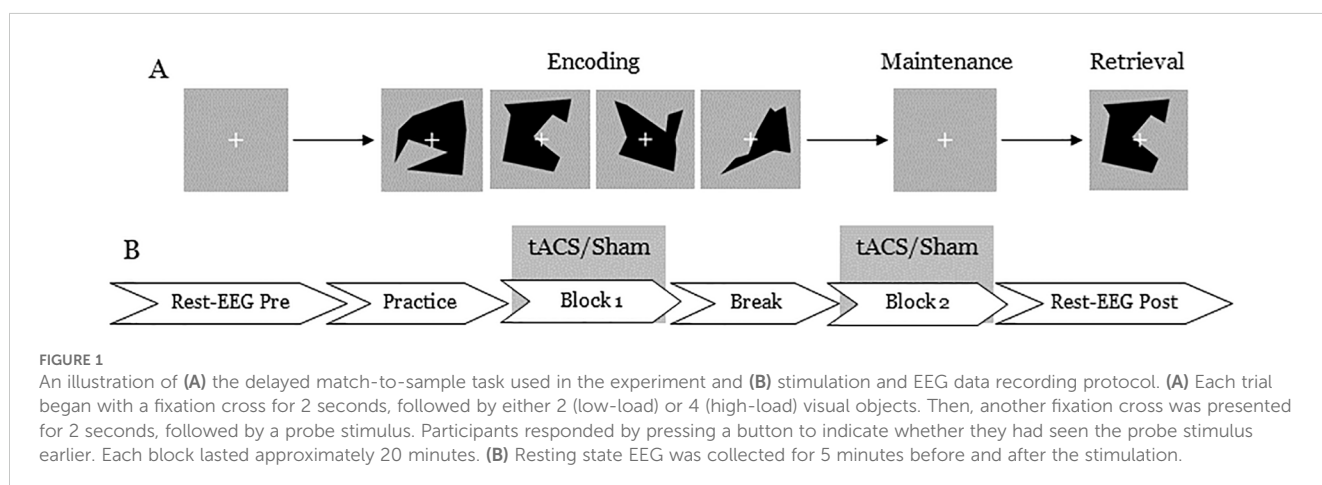 A
Encoding
Maintenance
Retrieval
B
tACS/Sham
tACS/Sham
Rest-EEG Pre
Practice
Block 1
Break
Block 2
Rest-EEG Post
FIGURE 1
An illustration of (A) the delayed match-to-sample task used in the experiment and (B) stimulation and EEG data recording protocol. (A) Each trial
began with a fixation cross for 2 seconds, followed by either 2 (low-load) or 4 (high-load) visual objects. Then, another fixation cross was presented
for 2 seconds, followed by a probe stimulus. Participants responded by pressing a button to indicate whether they had seen the probe stimulus
earlier. Each block lasted approximately 20 minutes. (B) Resting state EEG was collected for 5 minutes before and after the stimulation.